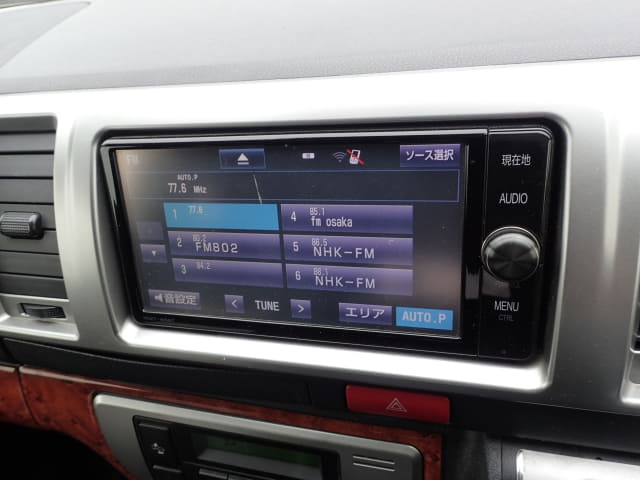 FM
ソース選択
AUTO.P
77.6 MHz
1 77.6
2 80.2 FM802
3 84.2
4 85.1 fm osaka
5 86.5 NHK-FM
6 88.1 NHK-FM
音設定
< TUNE >
エリア
AUTO.P
現在地
AUDIO
MENU
CTRL